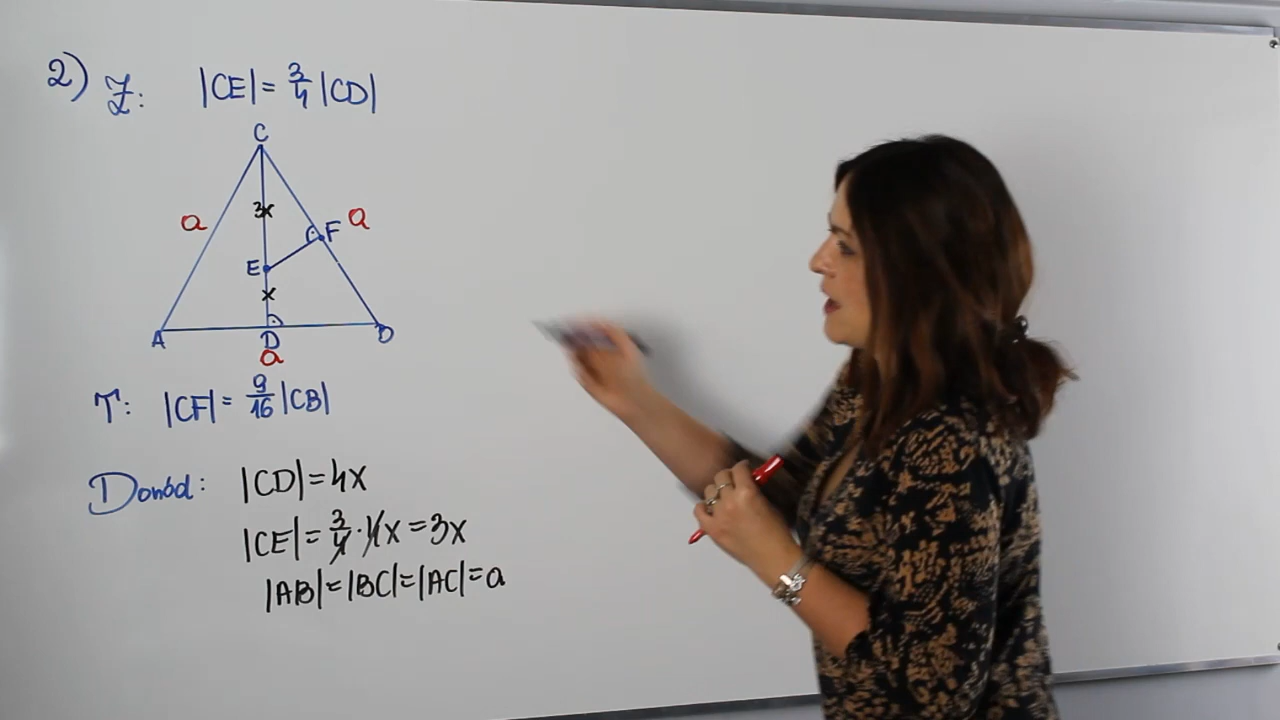 2) Z: |CE| = 3/4 |CD|
C
a
3x
F
a
E
x
A
D
D
a
T: |CF| = 9/16 |CB|
Dowód: |CD| = 4x
|CE| = 3/4 · 4x = 3x
|AB| = |BC| = |AC| = a